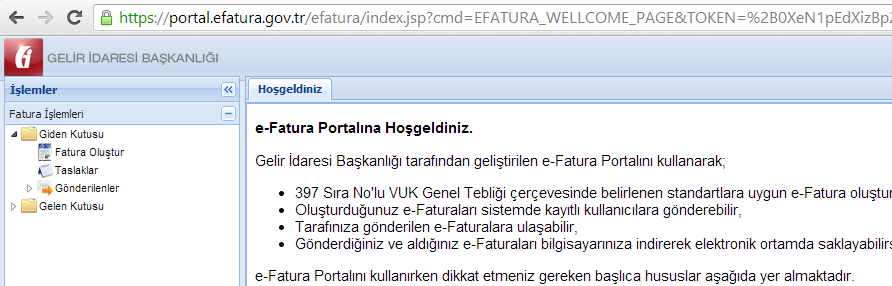 https://portal.efatura.gov.tr/efatura/index.jsp?cmd=EFATURA_WELLCOME_PAGE&TOKEN=%2B0XeN1pEdXizBp
GELİR İDARESİ BAŞKANLIĞI
İşlemler
Fatura İşlemleri
Giden Kutusu
Fatura Oluştur
Taslaklar
Gönderilenler
Gelen Kutusu
Hoşgeldiniz
e-Fatura Portalına Hoşgeldiniz.
Gelir İdaresi Başkanlığı tarafından geliştirilen e-Fatura Portalını kullanarak;
• 397 Sıra No'lu VUK Genel Tebliği çerçevesinde belirlenen standartlara uygun e-Fatura oluştur
• Oluşturduğunuz e-Faturaları sistemde kayıtlı kullanıcılara gönderebilir,
• Tarafınıza gönderilen e-Faturalara ulaşabilir,
• Gönderdiğiniz ve aldığınız e-Faturaları bilgisayarınıza indirerek elektronik ortamda saklayabilirs
e-Fatura Portalını kullanırken dikkat etmeniz gereken başlıca hususlar aşağıda yer almaktadır.